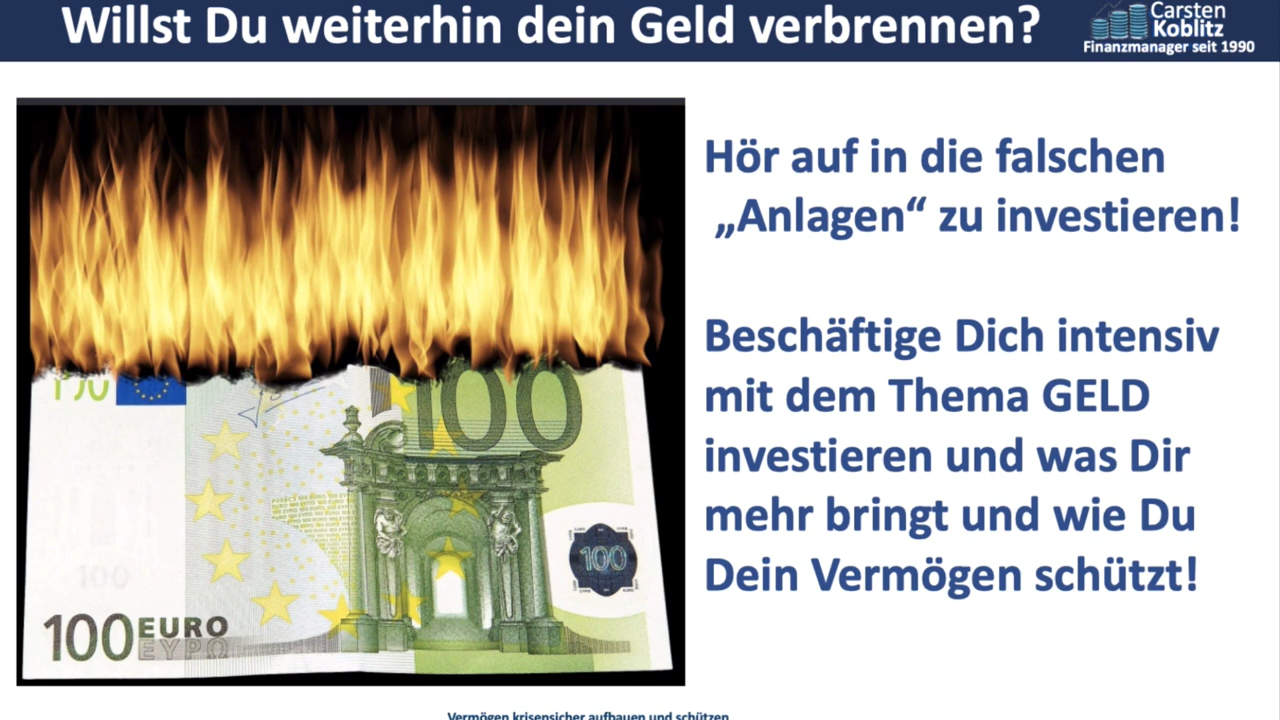 Willst Du weiterhin dein Geld verbrennen?
Carsten
Koblitz
Finanzmanager seit 1990
Hör auf in die falschen
„Anlagen“ zu investieren!
Beschäftige Dich intensiv
mit dem Thema GELD
investieren und was Dir
mehr bringt und wie Du
Dein Vermögen schützt!
100
100
100
100 EURO
ΕΥΡΩ
Vermögen krisensicher aufbauen und schützen